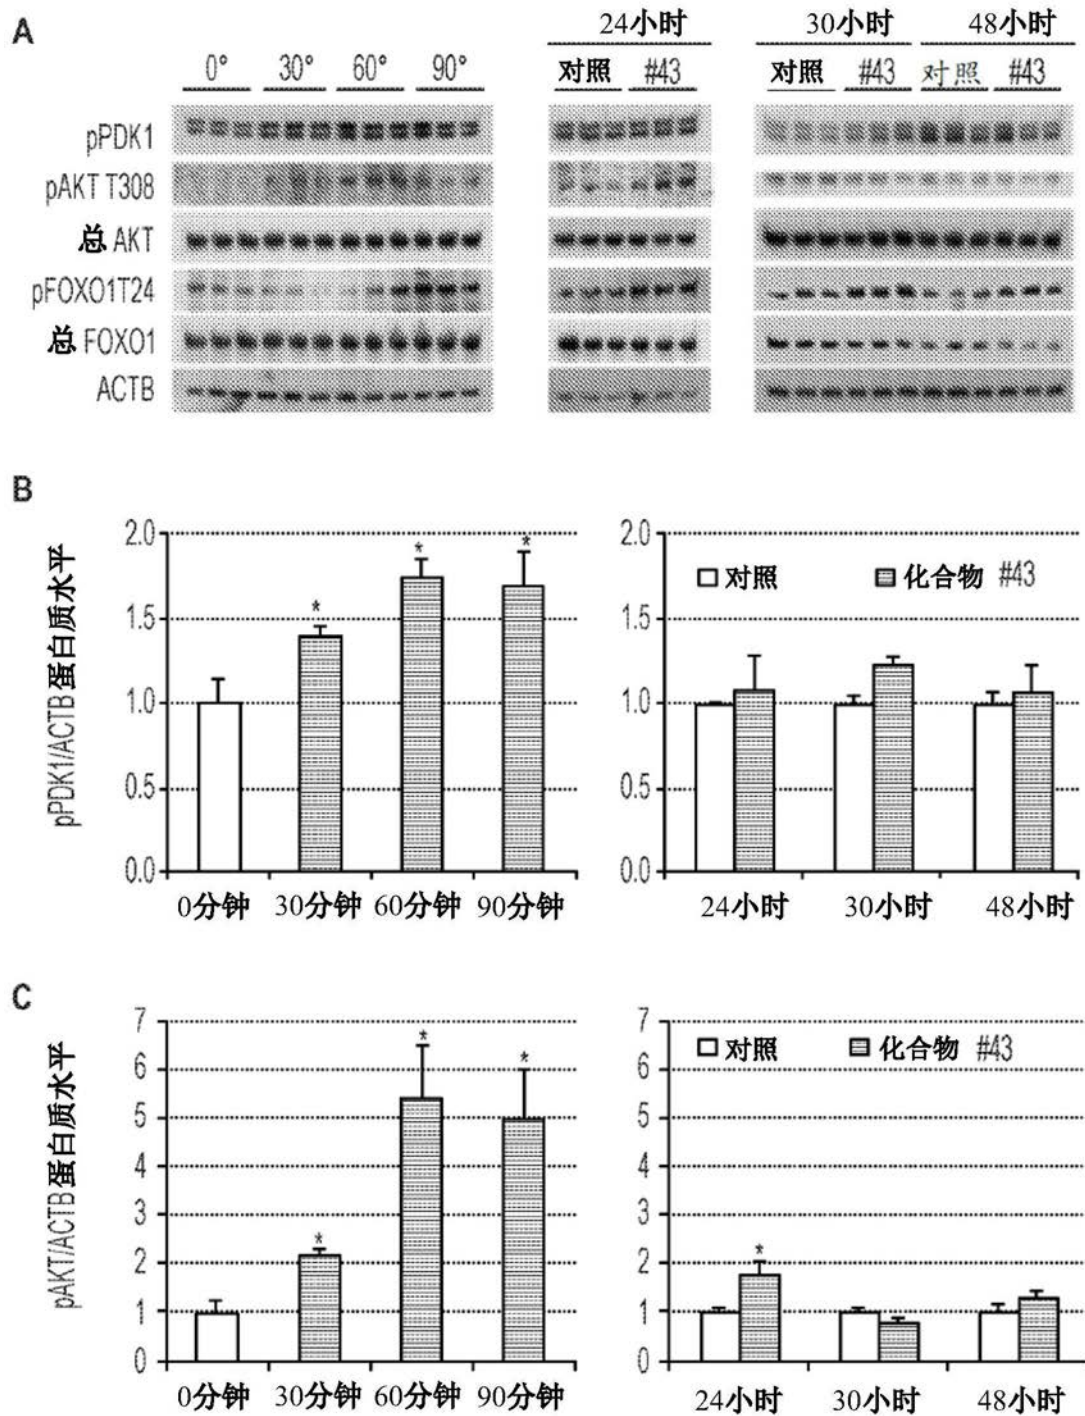 A
24小时 30小时 48小时
0° 30° 60° 90° 对照 #43 对照 #43 对照 #43
pPDK1
pAKT T308
总 AKT
pFOXO1T24
总 FOXO1
ACTB
B
pPDK1/ACTB蛋白质水平
2.0
1.5
1.0
0.5
0.0
* * *
0分钟 30分钟 60分钟 90分钟
2.0
1.5
1.0
0.5
0.0
对照 化合物 #43
24小时 30小时 48小时
C
pAKT/ACTB蛋白质水平
7
6
5
4
3
2
1
0
* * *
0分钟 30分钟 60分钟 90分钟
7
6
5
4
3
2
1
0
对照 化合物 #43
*
24小时 30小时 48小时